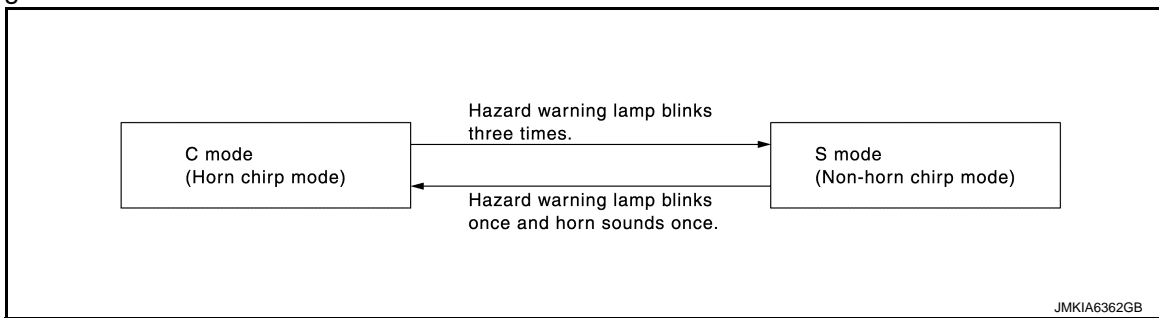 Hazard warning lamp blinks
three times.
C mode
(Horn chirp mode)
S mode
(Non-horn chirp mode)
Hazard warning lamp blinks
once and horn sounds once.
JMKIA6362GB